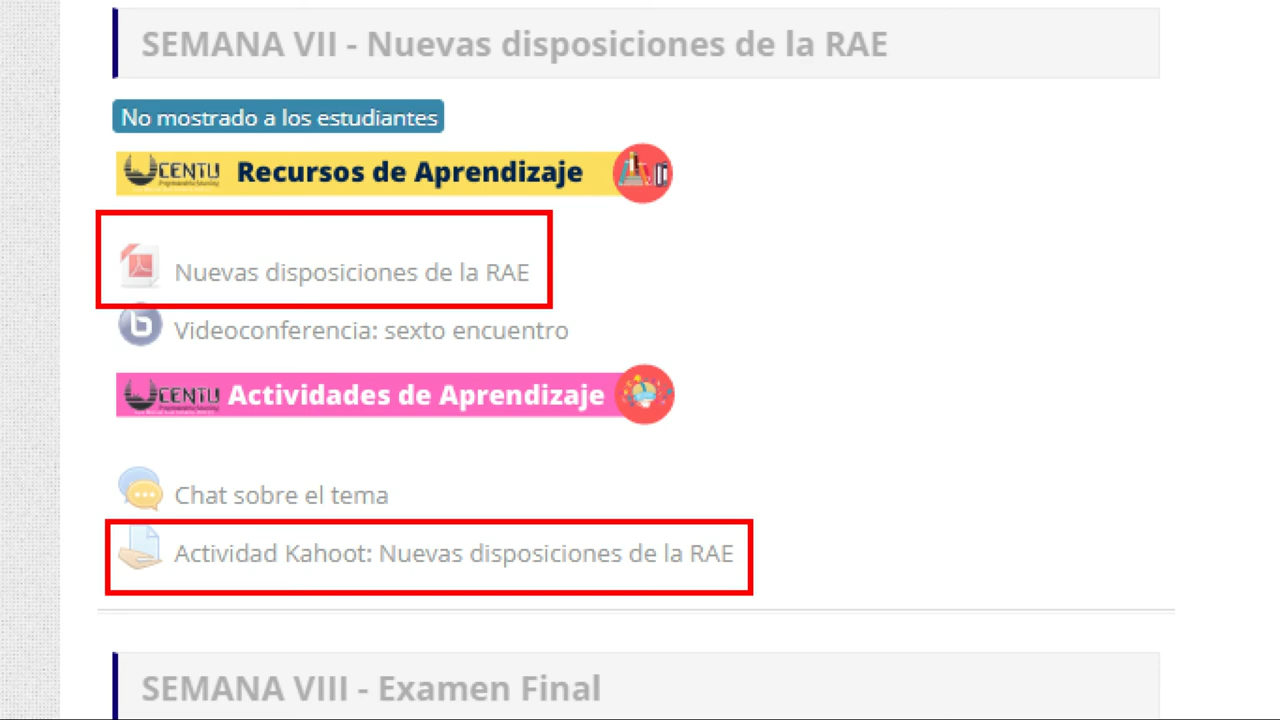 SEMANA VII - Nuevas disposiciones de la RAE
No mostrado a los estudiantes
UCENTU Recursos de Aprendizaje
Nuevas disposiciones de la RAE
Videoconferencia: sexto encuentro
UCENTU Actividades de Aprendizaje
Chat sobre el tema
Actividad Kahoot: Nuevas disposiciones de la RAE
SEMANA VIII - Examen Final